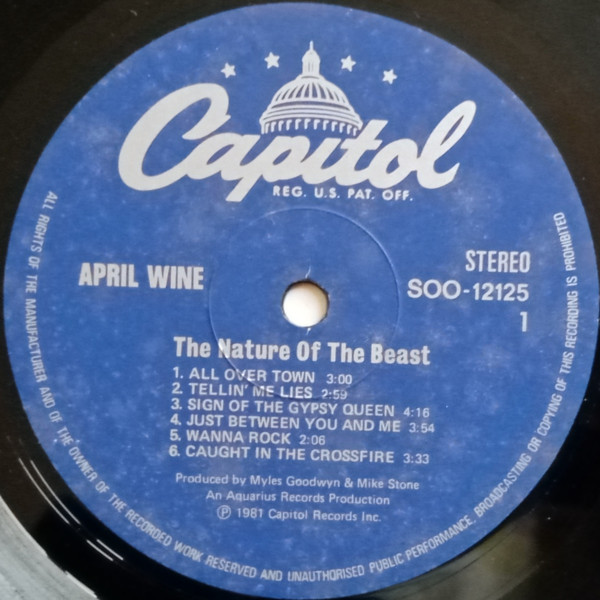 Capitol
REG. U.S. PAT. OFF.
APRIL WINE
STEREO
SOO-12125
1
The Nature Of The Beast
1. ALL OVER TOWN 3:00
2. TELLIN' ME LIES 2:59
3. SIGN OF THE GYPSY QUEEN 4:16
4. JUST BETWEEN YOU AND ME 3:54
5. WANNA ROCK 2:06
6. CAUGHT IN THE CROSSFIRE 3:33
Produced by Myles Goodwyn & Mike Stone
An Aquarius Records Production
Ⓟ 1981 Capitol Records Inc.
ALL RIGHTS OF THE MANUFACTURER AND OF THE OWNER OF THE RECORDED WORK RESERVED AND UNAUTHORISED PUBLIC PERFORMANCE, BROADCASTING OR COPYING OF THIS RECORDING IS PROHIBITED